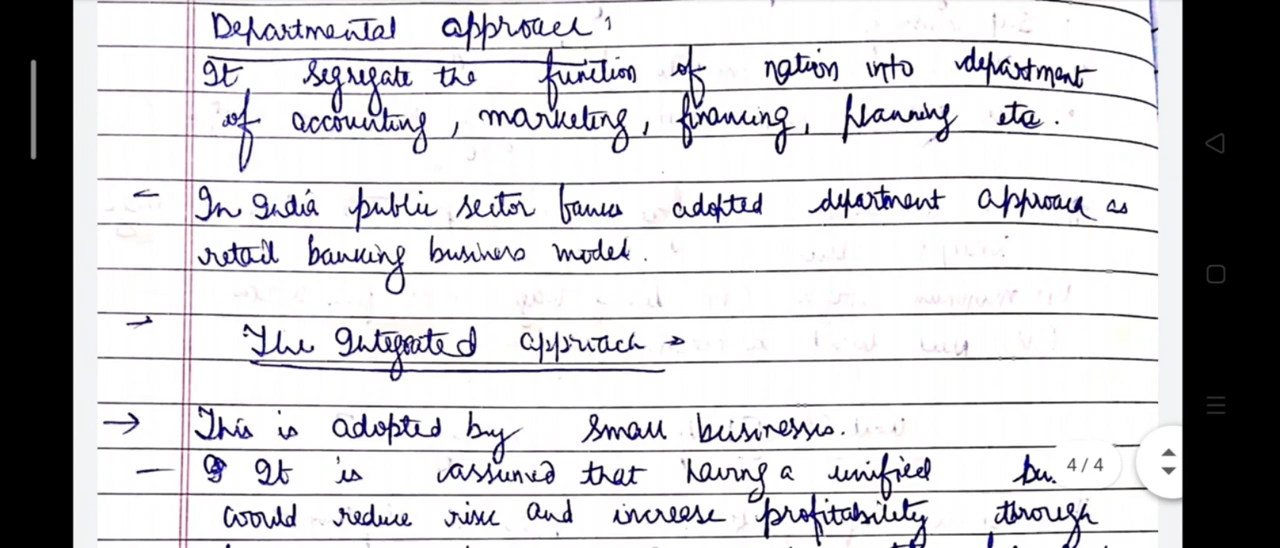 Departmental approach
It segregate the function of nation into department
of accounting, marketing, financing, planning etc.
In India public sector banks adopted department approach as
retail banking business model.
The Integrated approach →
→ This is adopted by small businesses.
— It is assumed that having a unified
4/4
would reduce risk and increase profitability through